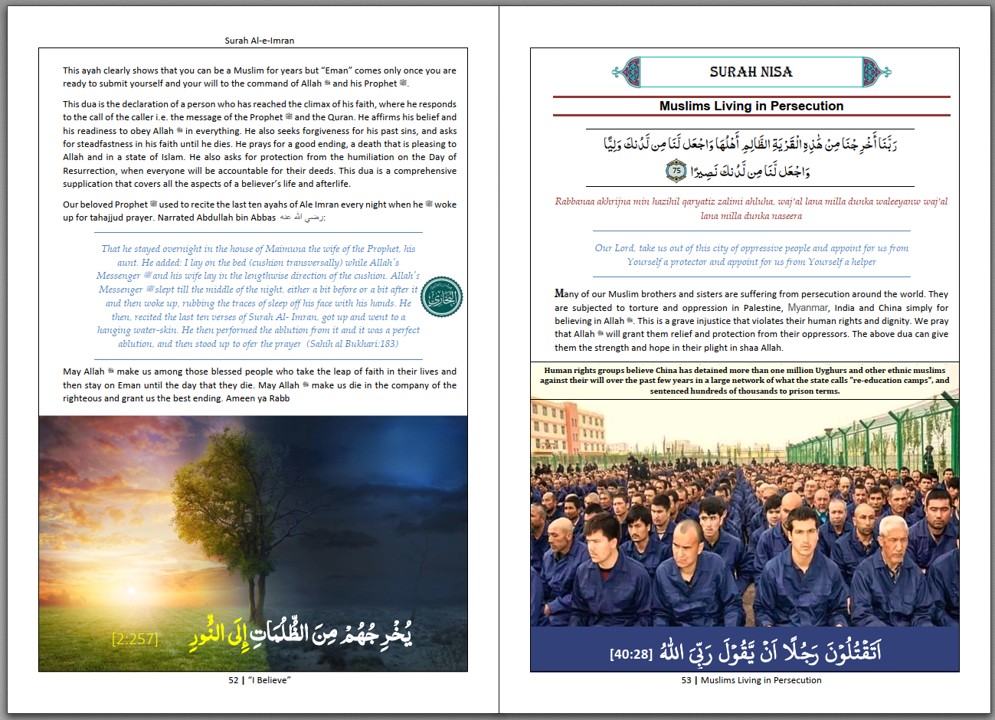 Surah Al-e-Imran
This ayah clearly shows that you can be a Muslim for years but “Eman” comes only once you are
ready to submit yourself and your will to the command of Allah ﷻ and his Prophet ﷺ.
This dua is the declaration of a person who has reached the climax of his faith, where he responds
to the call of the caller i.e. the message of the Prophet ﷺ and the Quran. He affirms his belief and
his readiness to obey Allah ﷻ in everything. He also seeks forgiveness for his past sins, and asks
for steadfastness in his faith until he dies. He prays for a good ending, a death that is pleasing to
Allah and in a state of Islam. He also asks for protection from the humiliation on the Day of
Resurrection, when everyone will be accountable for their deeds. This dua is a comprehensive
supplication that covers all the aspects of a believer’s life and afterlife.
Our beloved Prophet ﷺ used to recite the last ten ayahs of Ale Imran every night when he ﷺ woke
up for tahajjud prayer. Narrated Abdullah bin Abbas رضي الله عنه:
That he stayed overnight in the house of Maimuna the wife of the Prophet, his
aunt. He added: I lay on the bed (cushion transversally) while Allah’s
Messenger ﷺ and his wife lay in the lengthwise direction of the cushion. Allah’s
Messenger ﷺ slept till the middle of the night, either a bit before or a bit after it
and then woke up, rubbing the traces of sleep off his face with his hands. He
then, recited the last ten verses of Surah Al- Imran, got up and went to a
hanging water-skin. He then performed the ablution from it and it was a perfect
ablution, and then stood up to ofer the prayer (Sahih al Bukhari:183)
البخاري
May Allah ﷻ make us among those blessed people who take the leap of faith in their lives and
then stay on Eman until the day that they die. May Allah ﷻ make us die in the company of the
righteous and grant us the best ending. Ameen ya Rabb
يُخْرِجُهُمْ مِنَ الظُّلُمَاتِ إِلَى النُّورِ [2:257]
52 | “I Believe”
SURAH NISA
Muslims Living in Persecution
رَبَّنَا أَخْرِجْنَا مِنْ هَٰذِهِ الْقَرْيَةِ الظَّالِمِ أَهْلُهَا وَاجْعَل لَّنَا مِن لَّدُنكَ وَلِيًّا
وَاجْعَل لَّنَا مِن لَّدُنكَ نَصِيرًا 75
Rabbanaa akhrijna min hazihil qaryatiz zalimi ahluha, waj’al lana milla dunka waleeyanw waj’al
lana milla dunka naseera
Our Lord, take us out of this city of oppressive people and appoint for us from
Yourself a protector and appoint for us from Yourself a helper
Many of our Muslim brothers and sisters are suffering from persecution around the world. They
are subjected to torture and oppression in Palestine, Myanmar, India and China simply for
believing in Allah ﷻ. This is a grave injustice that violates their human rights and dignity. We pray
that Allah ﷻ will grant them relief and protection from their oppressors. The above dua can give
them the strength and hope in their plight in shaa Allah.
Human rights groups believe China has detained more than one million Uyghurs and other ethnic muslims
against their will over the past few years in a large network of what the state calls "re-education camps", and
sentenced hundreds of thousands to prison terms.
اَتَقْتُلُوْنَ رَجُلًا اَنْ يَّقُوْلَ رَبِّىَ اللّٰهُ [40:28]
53 | Muslims Living in Persecution